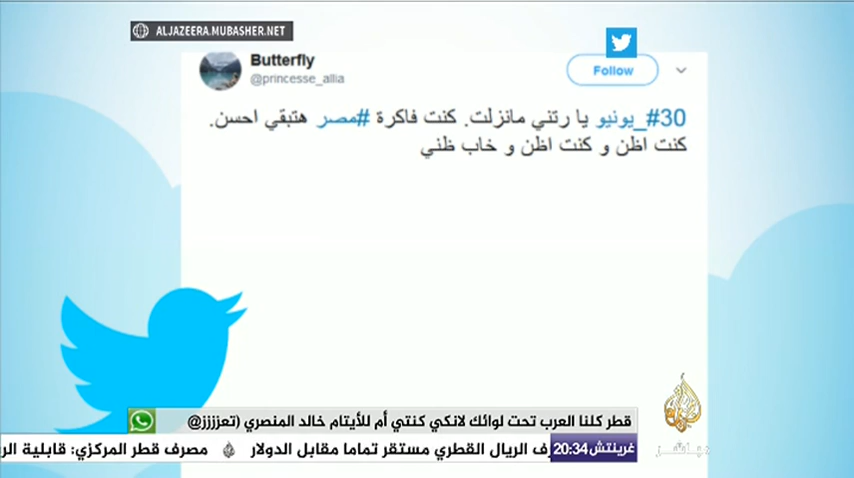 ALJAZEERA.MUBASHER.NET
Butterfly
@princesse_allia
Follow
#30_يونيو يا رتني مانزلت. كنت فاكرة #مصر هتبقي احسن.
كنت اظن و كنت اظن و خاب ظني
قطر كلنا العرب تحت لوائك لانكي كنتي أم للأيتام خالد المنصري (تعزززز@
غرينتش 20:34 رف الريال القطري مستقر تماما مقابل الدولار مصرف قطر المركزي: قابلية الر